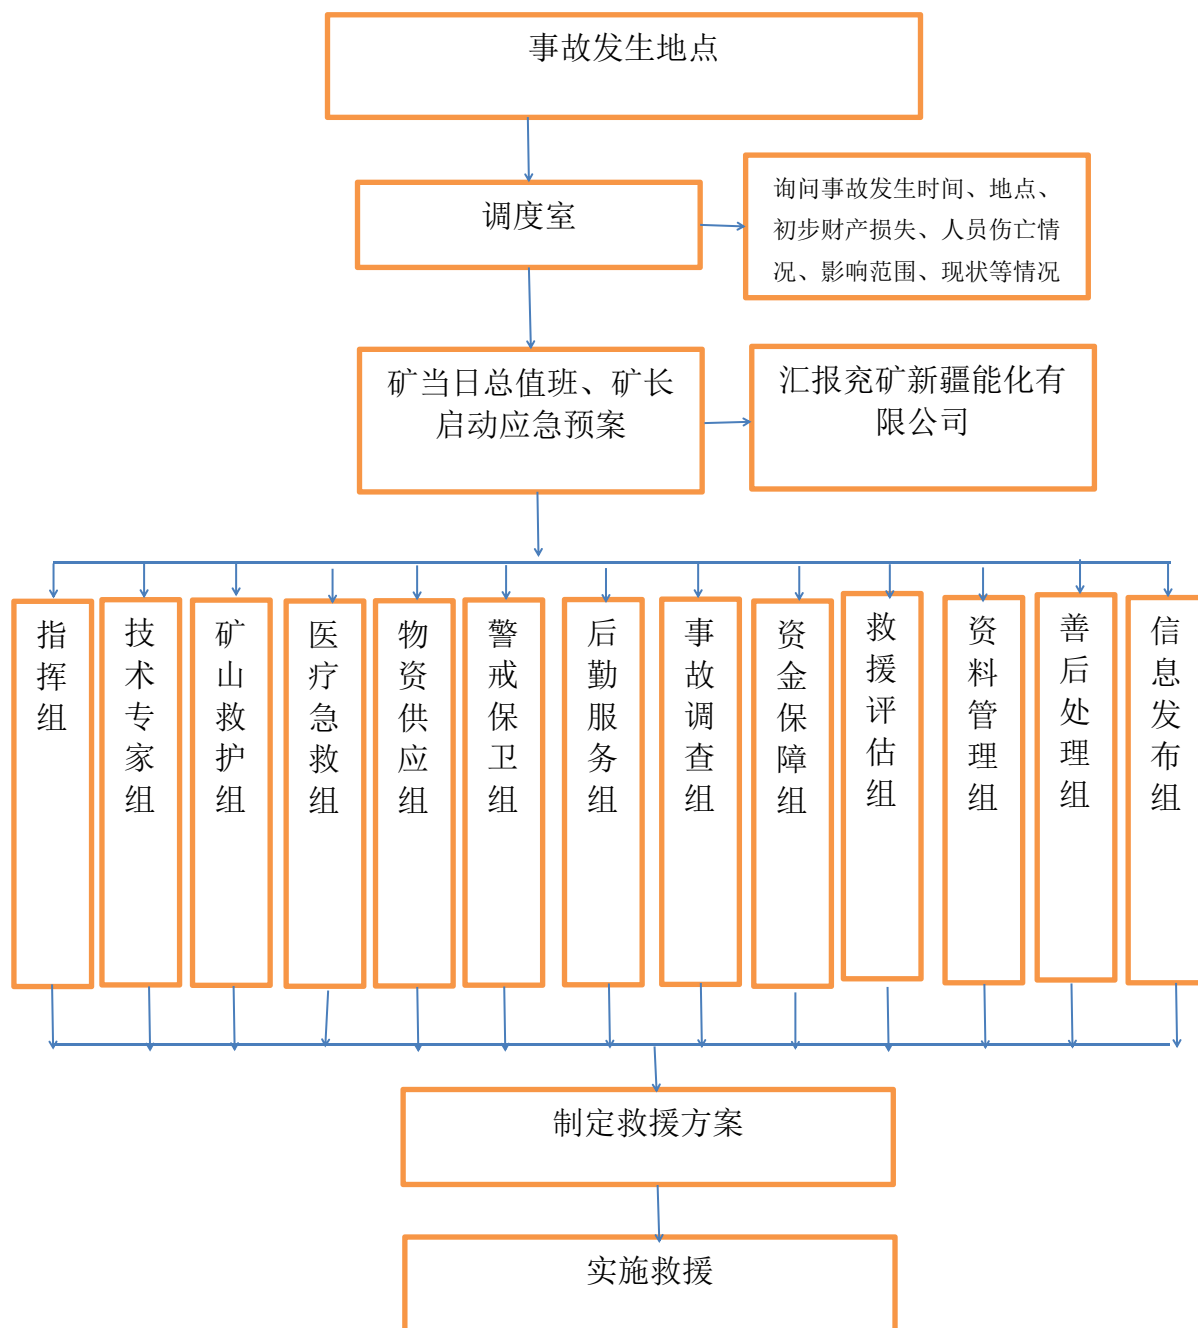 事故发生地点
调度室
询问事故发生时间、地点、
初步财产损失、人员伤亡情
况、影响范围、现状等情况
矿当日总值班、矿长
启动应急预案
汇报兖矿新疆能化有
限公司
指挥组
技术专家组
矿山救护组
医疗急救组
物资供应组
警戒保卫组
后勤服务组
事故调查组
资金保障组
救援评估组
资料管理组
善后处理组
信息发布组
制定救援方案
实施救援